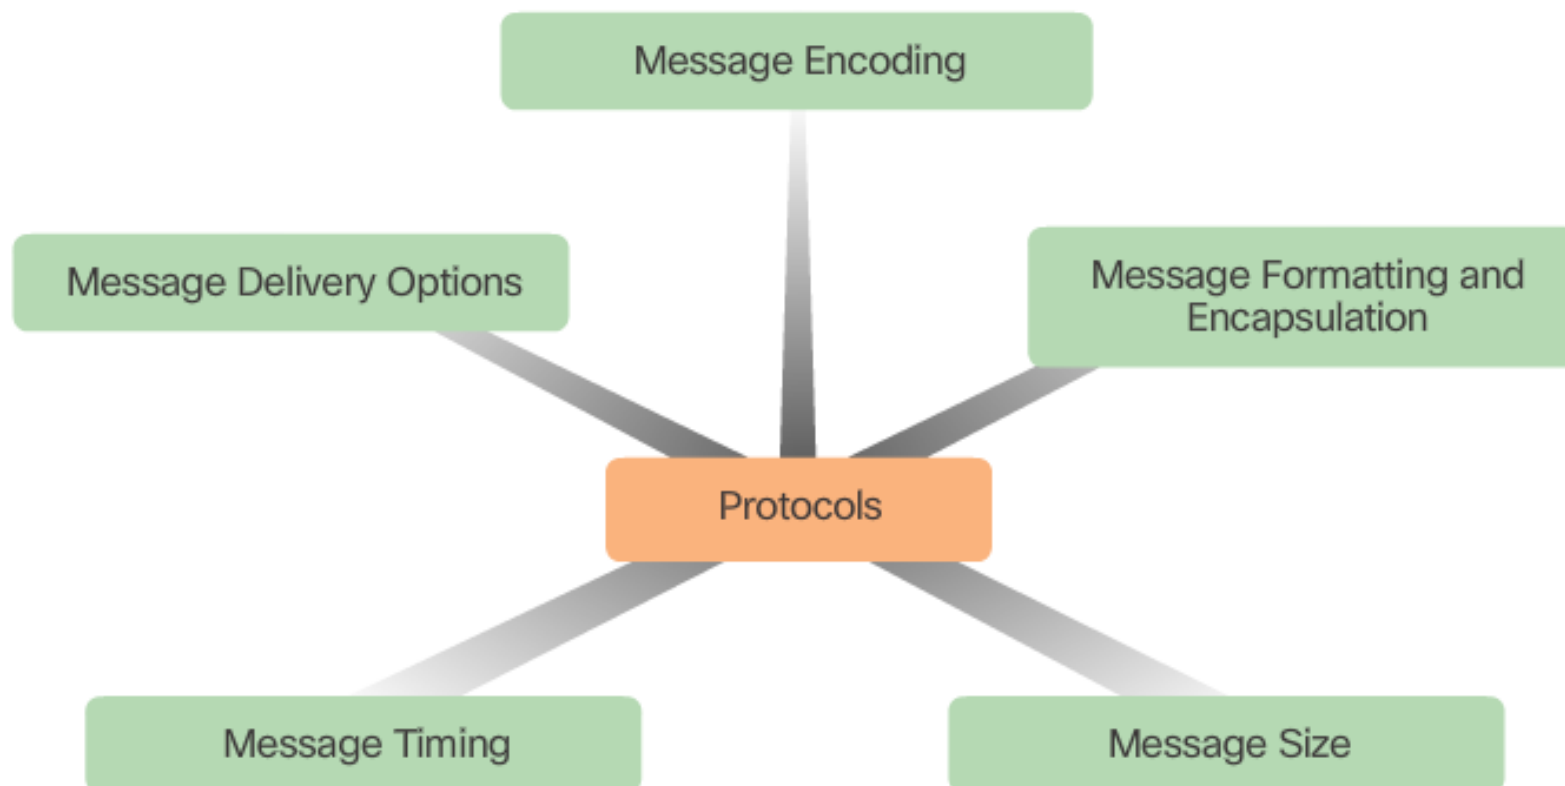 Message Encoding
Message Delivery Options
Message Formatting and
Encapsulation
Protocols
Message Timing
Message Size